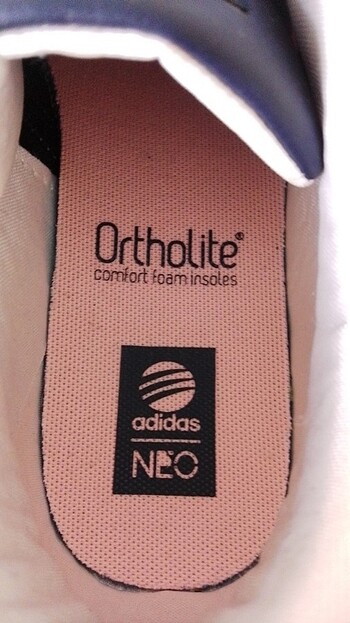 Ortholite®
comfort foam insoles
adidas
NEO